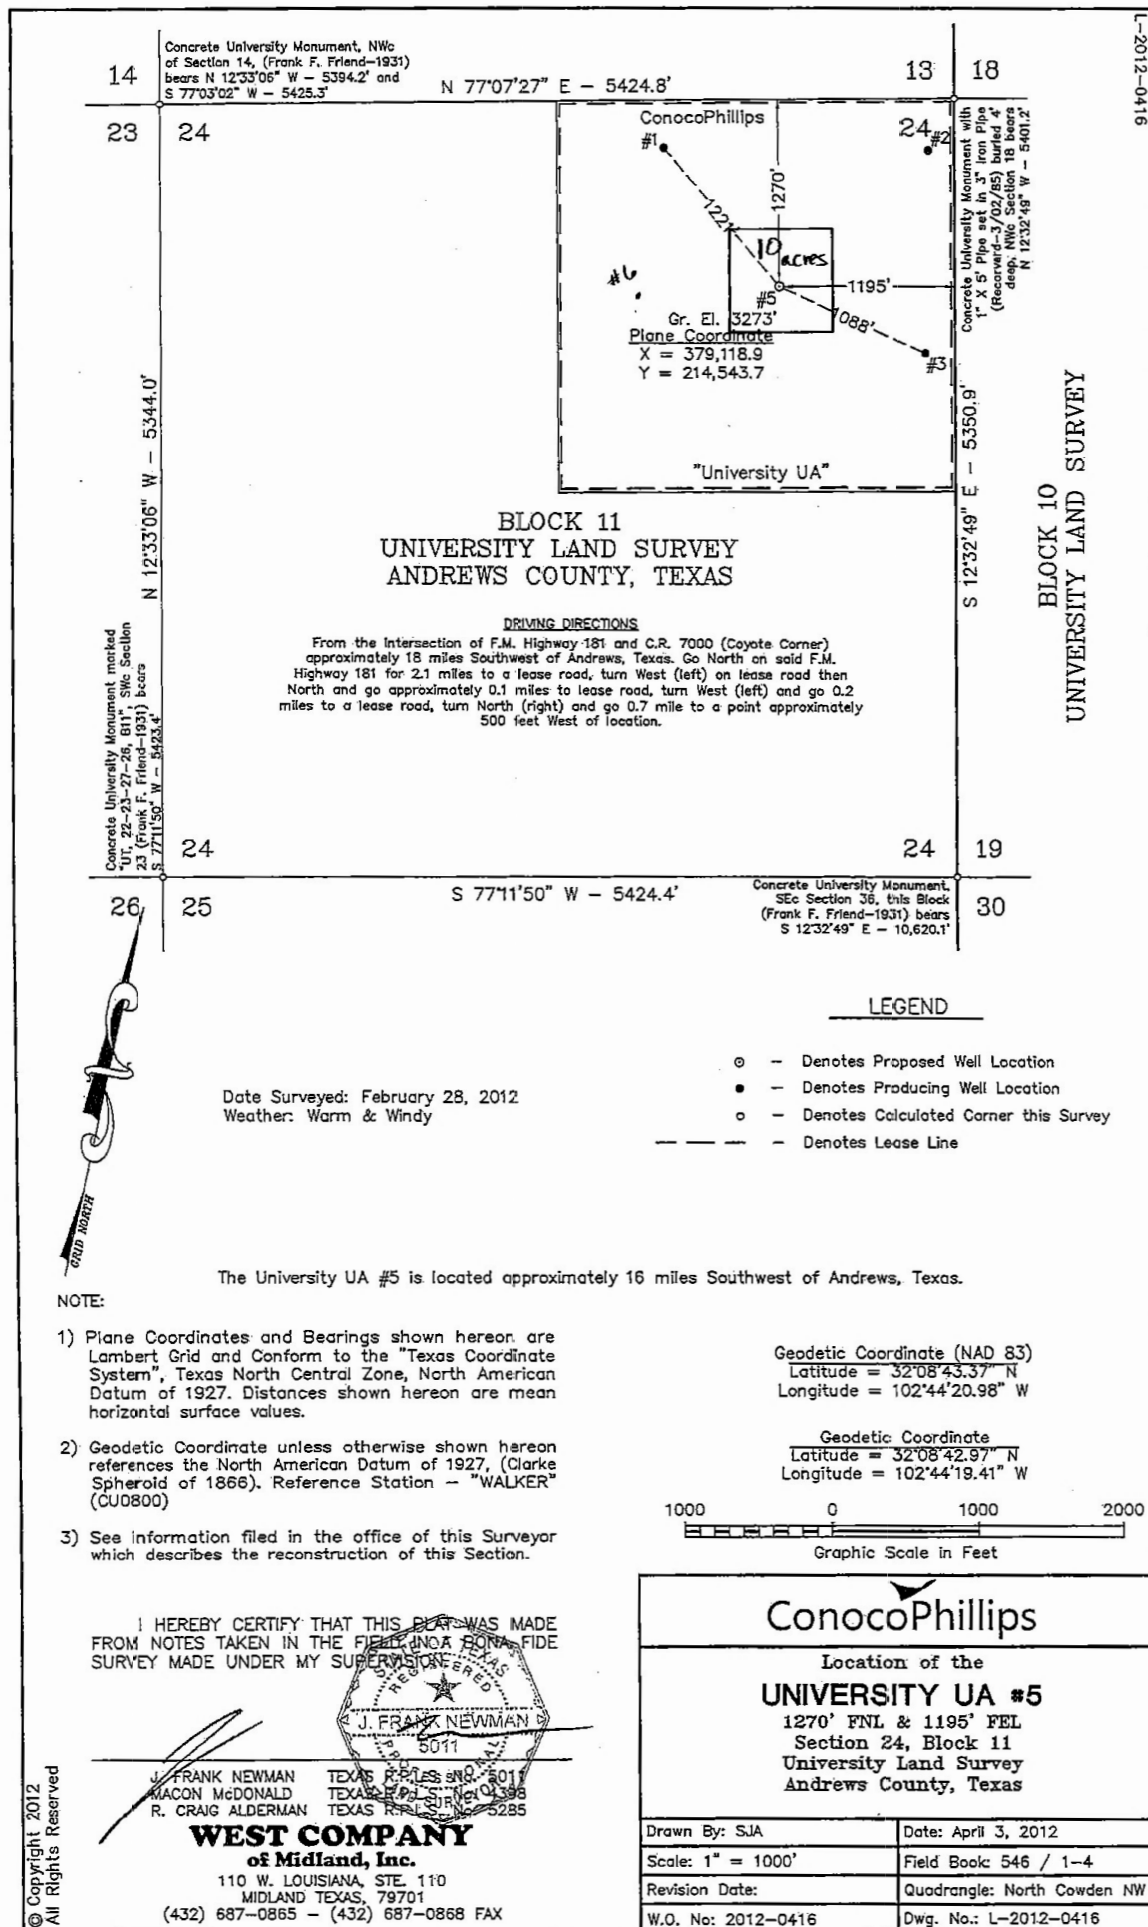 L-2012-0416
14
Concrete University Monument, NWc
of Section 14, (Frank F. Friend-1931)
bears N 12°33'06" W - 5394.2' and
S 77°03'02" W - 5425.3'
N 77°07'27" E - 5424.8'
13
18
23
24
ConocoPhillips
#1
24
#2
Concrete University Monument with
1" X 5' Pipe set in 3" Iron Pipe
(Recorverd-3/02/85) burled 4'
deep, NWc Section 18 bears
N 12°32'49" W - 5401.2'
1270'
1221'
10
acres
#6
#5
1195'
1088'
#3
Gr. El. 3273'
Plane Coordinate
X = 379,118.9
Y = 214,543.7
"University UA"
N 12°33'06" W - 5344.0'
S 12°32'49" E - 5350.9'
BLOCK 11
UNIVERSITY LAND SURVEY
ANDREWS COUNTY, TEXAS
BLOCK 10
UNIVERSITY LAND SURVEY
DRIVING DIRECTIONS
From the Intersection of F.M. Highway 181 and C.R. 7000 (Coyote Corner)
approximately 18 miles Southwest of Andrews, Texas. Go North on said F.M.
Highway 181 for 2.1 miles to a lease road, turn West (left) on lease road then
North and go approximately 0.1 miles to lease road, turn West (left) and go 0.2
miles to a lease road, turn North (right) and go 0.7 mile to a point approximately
500 feet West of location.
Concrete University Monument marked
"UT, 22-23-27-26, B11", SWc Section
23 (Frank F. Friend-1931) bears
S 77°11'50" W - 5423.4'
24
24
19
26
25
S 77°11'50" W - 5424.4'
Concrete University Monument,
SEc Section 36, this Block
(Frank F. Friend-1931) bears
S 12°32'49" E - 10,620.1'
30
GRID NORTH
LEGEND
⊙ - Denotes Proposed Well Location
● - Denotes Producing Well Location
o - Denotes Calculated Corner this Survey
— — — - Denotes Lease Line
Date Surveyed: February 28, 2012
Weather: Warm & Windy
The University UA #5 is located approximately 16 miles Southwest of Andrews, Texas.
NOTE:
1) Plane Coordinates and Bearings shown hereon are
Lambert Grid and Conform to the "Texas Coordinate
System", Texas North Central Zone, North American
Datum of 1927. Distances shown hereon are mean
horizontal surface values.
2) Geodetic Coordinate unless otherwise shown hereon
references the North American Datum of 1927, (Clarke
Spheroid of 1866). Reference Station - "WALKER"
(CU0800)
3) See information filed in the office of this Surveyor
which describes the reconstruction of this Section.
Geodetic Coordinate (NAD 83)
Latitude = 32°08'43.37" N
Longitude = 102°44'20.98" W
Geodetic Coordinate
Latitude = 32°08'42.97" N
Longitude = 102°44'19.41" W
1000 0 1000 2000
Graphic Scale in Feet
I HEREBY CERTIFY THAT THIS PLAT WAS MADE
FROM NOTES TAKEN IN THE FIELD IN A BONA FIDE
SURVEY MADE UNDER MY SUPERVISION.
STATE OF TEXAS
REGISTERED
J. FRANK NEWMAN
5011
PROFESSIONAL
LAND SURVEYOR
J. FRANK NEWMAN TEXAS R.P.L.S. No. 5011
MACON McDONALD TEXAS R.P.L.S. No. 4398
R. CRAIG ALDERMAN TEXAS R.P.L.S. No. 5285
WEST COMPANY
of Midland, Inc.
110 W. LOUISIANA, STE. 110
MIDLAND TEXAS, 79701
(432) 687-0865 - (432) 687-0868 FAX
© Copyright 2012
All Rights Reserved
ConocoPhillips
Location of the
UNIVERSITY UA #5
1270' FNL & 1195' FEL
Section 24, Block 11
University Land Survey
Andrews County, Texas
Drawn By: SJA
Date: April 3, 2012
Scale: 1" = 1000'
Field Book: 546 / 1-4
Revision Date:
Quadrangle: North Cowden NW
W.O. No: 2012-0416
Dwg. No.: L-2012-0416